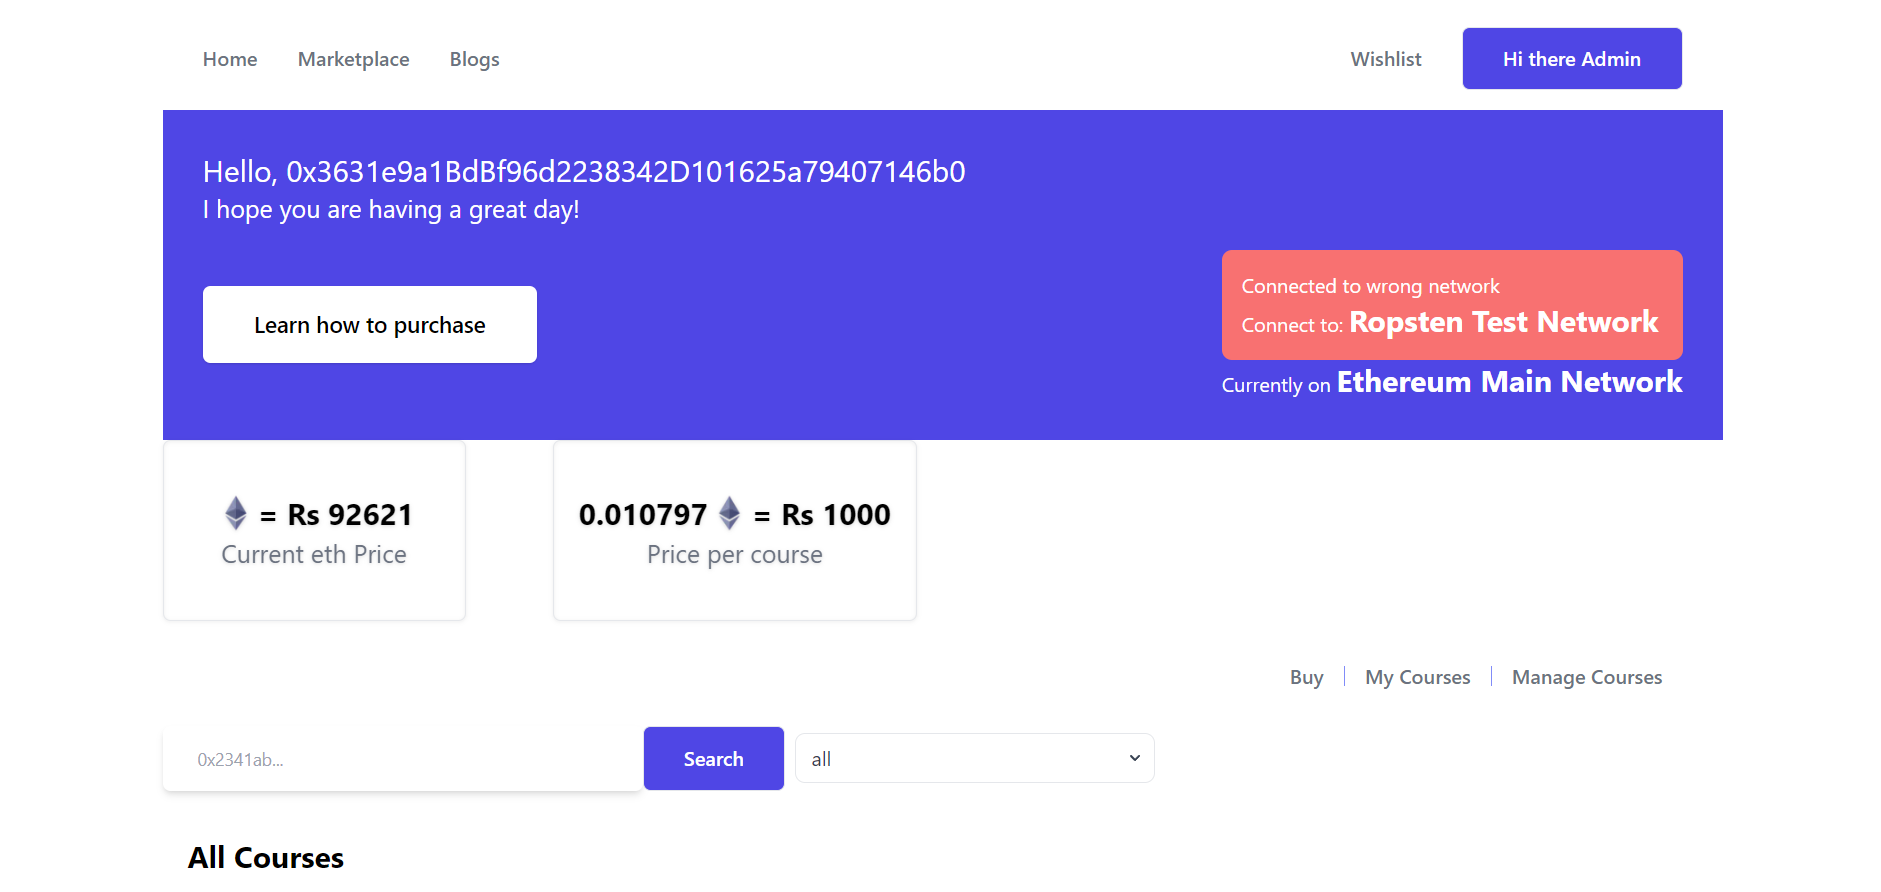 Home Marketplace Blogs Wishlist Hi there Admin
Hello, 0x3631e9a1BdBf96d2238342D101625a79407146b0
I hope you are having a great day!
Learn how to purchase
Connected to wrong network
Connect to: Ropsten Test Network
Currently on Ethereum Main Network
= Rs 92621
Current eth Price
0.010797 = Rs 1000
Price per course
Buy My Courses Manage Courses
0x2341ab... Search all
All Courses